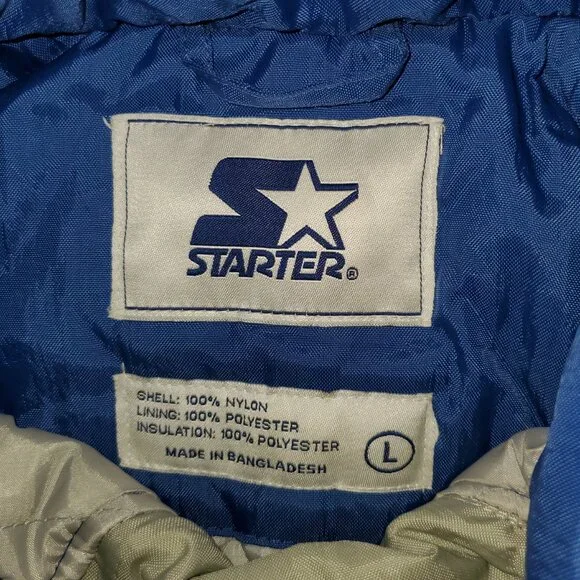 STARTER®
SHELL: 100% NYLON
LINING: 100% POLYESTER
INSULATION: 100% POLYESTER
MADE IN BANGLADESH
L